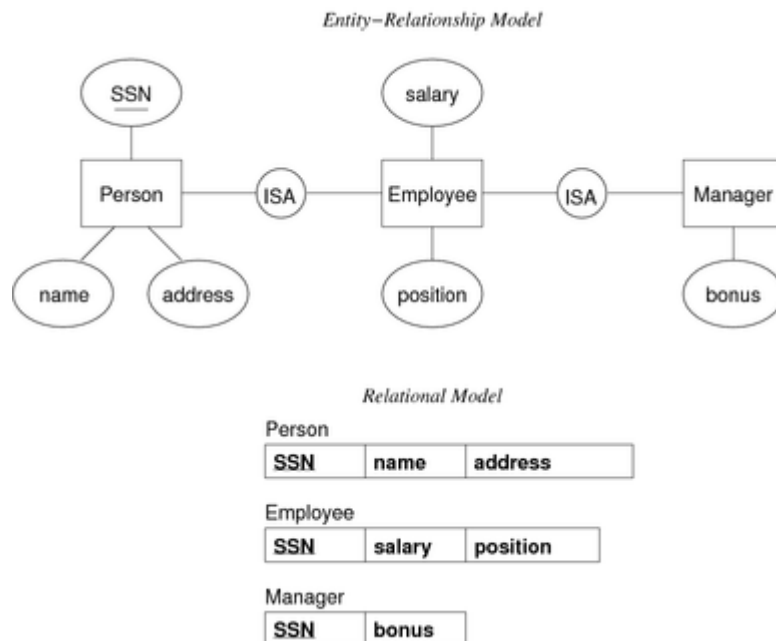 Entity-Relationship Model
SSN
salary
Person
ISA
Employee
ISA
Manager
name
address
position
bonus
Relational Model
Person
SSN name address
Employee
SSN salary position
Manager
SSN bonus